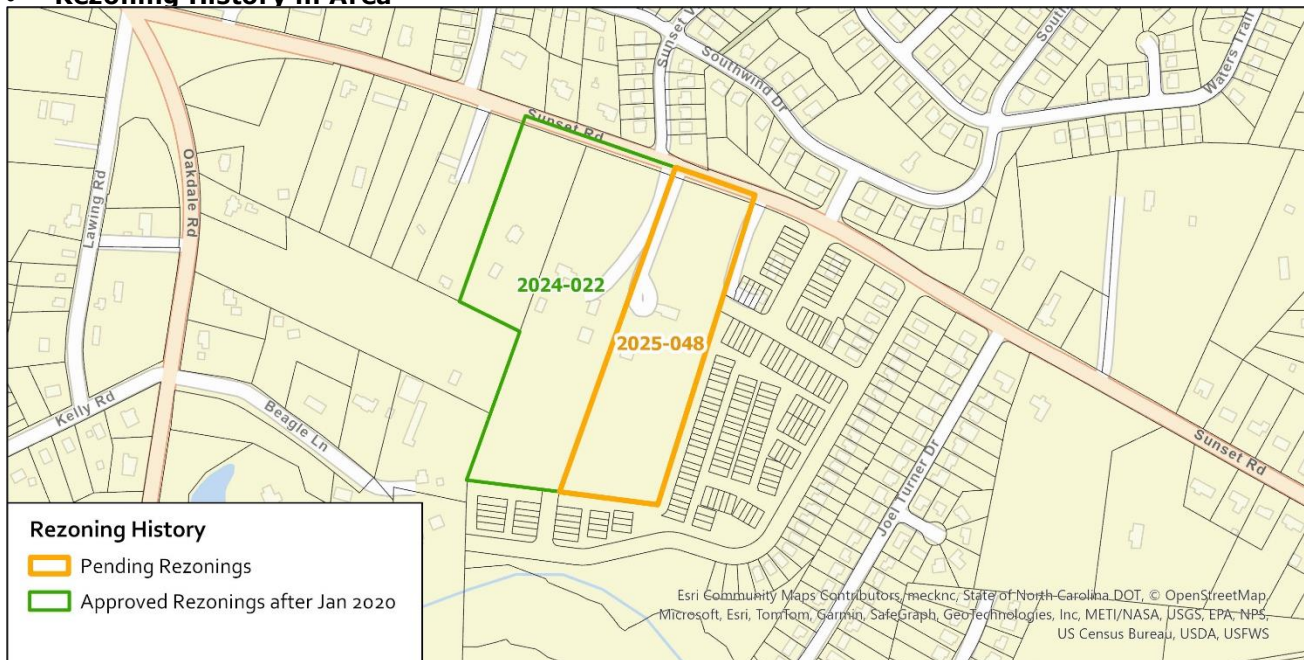 Rezoning History in Area
Sunset Rd
Southwind Dr
Waters Trail
Lawing Rd
Oakdale Rd
2024-022
2025-048
Kelly Rd
Beagle Ln
Joel Turner Dr
Sunset Rd
Rezoning History
Pending Rezonings
Approved Rezonings after Jan 2020
Esri Community Maps Contributors, mecknc, State of North Carolina DOT, © OpenStreetMap,
Microsoft, Esri, TomTom, Garmin, SafeGraph, GeoTechnologies, Inc, METI/NASA, USGS, EPA, NPS,
US Census Bureau, USDA, USFWS